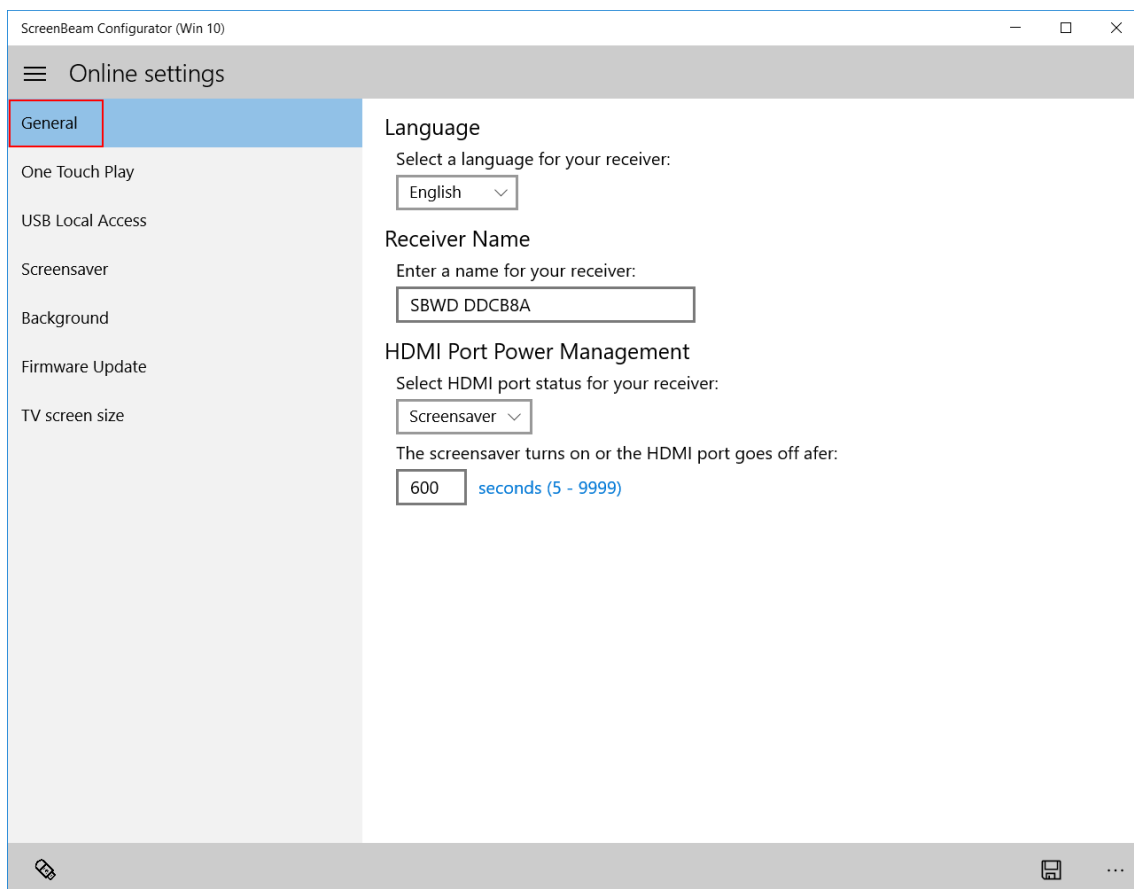 ScreenBeam Configurator (Win 10)
Online settings
General
One Touch Play
USB Local Access
Screensaver
Background
Firmware Update
TV screen size
Language
Select a language for your receiver:
English
Receiver Name
Enter a name for your receiver:
SBWD DDCB8A
HDMI Port Power Management
Select HDMI port status for your receiver:
Screensaver
The screensaver turns on or the HDMI port goes off afer:
600 seconds (5 - 9999)